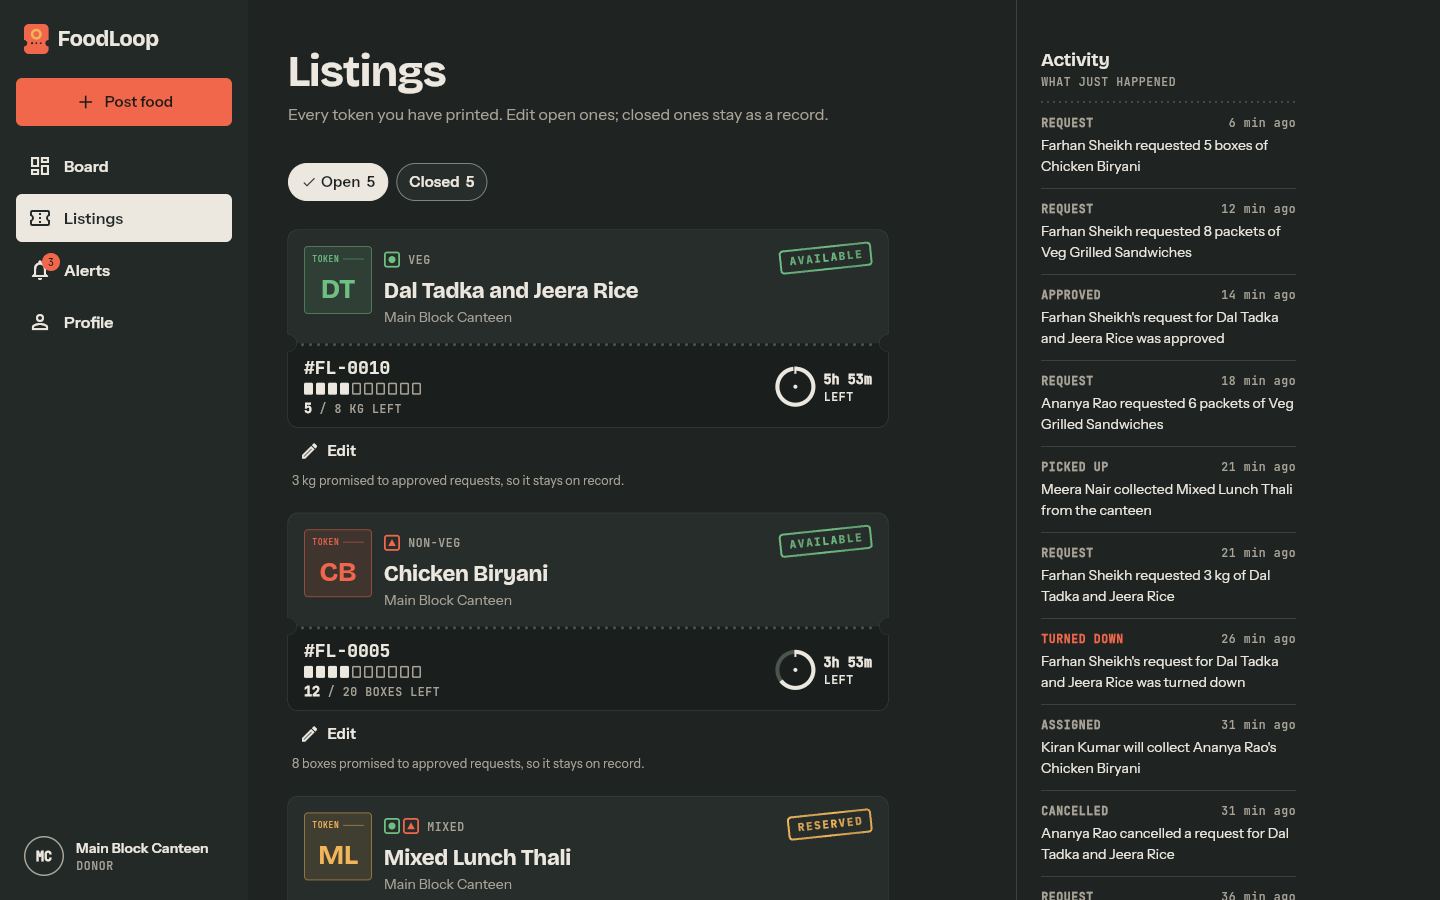 FoodLoop
Post food
Board
Listings
3
Alerts
Profile
MC
Main Block Canteen
DONOR
Listings
Every token you have printed. Edit open ones; closed ones stay as a record.
Open 5
Closed 5
TOKEN
DT
VEG
Dal Tadka and Jeera Rice
Main Block Canteen
AVAILABLE
#FL-0010
5 / 8 KG LEFT
5h 53m
LEFT
Edit
3 kg promised to approved requests, so it stays on record.
TOKEN
CB
NON-VEG
Chicken Biryani
Main Block Canteen
AVAILABLE
#FL-0005
12 / 20 BOXES LEFT
3h 53m
LEFT
Edit
8 boxes promised to approved requests, so it stays on record.
TOKEN
ML
MIXED
Mixed Lunch Thali
Main Block Canteen
RESERVED
Activity
WHAT JUST HAPPENED
REQUEST 6 min ago
Farhan Sheikh requested 5 boxes of
Chicken Biryani
REQUEST 12 min ago
Farhan Sheikh requested 8 packets of
Veg Grilled Sandwiches
APPROVED 14 min ago
Farhan Sheikh's request for Dal Tadka
and Jeera Rice was approved
REQUEST 18 min ago
Ananya Rao requested 6 packets of Veg
Grilled Sandwiches
PICKED UP 21 min ago
Meera Nair collected Mixed Lunch Thali
from the canteen
REQUEST 21 min ago
Farhan Sheikh requested 3 kg of Dal
Tadka and Jeera Rice
TURNED DOWN 26 min ago
Farhan Sheikh's request for Dal Tadka
and Jeera Rice was turned down
ASSIGNED 31 min ago
Kiran Kumar will collect Ananya Rao's
Chicken Biryani
CANCELLED 31 min ago
Ananya Rao cancelled a request for Dal
Tadka and Jeera Rice
REQUEST 36 min ago